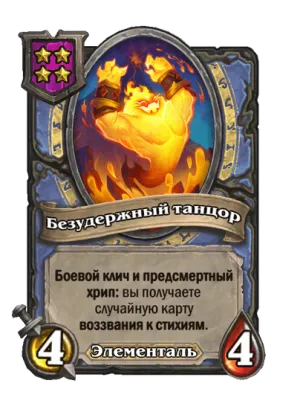 Безудержный танцор
Боевой клич и предсмертный
хрип: вы получаете
случайную карту
воззвания к стихиям.
4
Элементаль
4